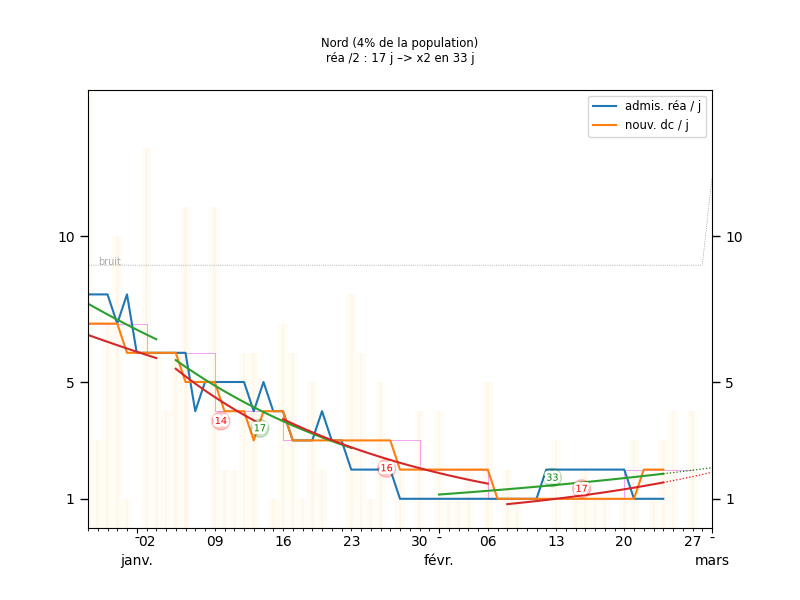 Nord (4% de la population)
réa /2 : 17 j –> x2 en 33 j
admis. réa / j
nouv. dc / j
10
10
bruit
5
5
14
17
16
33
17
1
1
02
09
16
23
30
06
13
20
27
janv.
févr.
mars